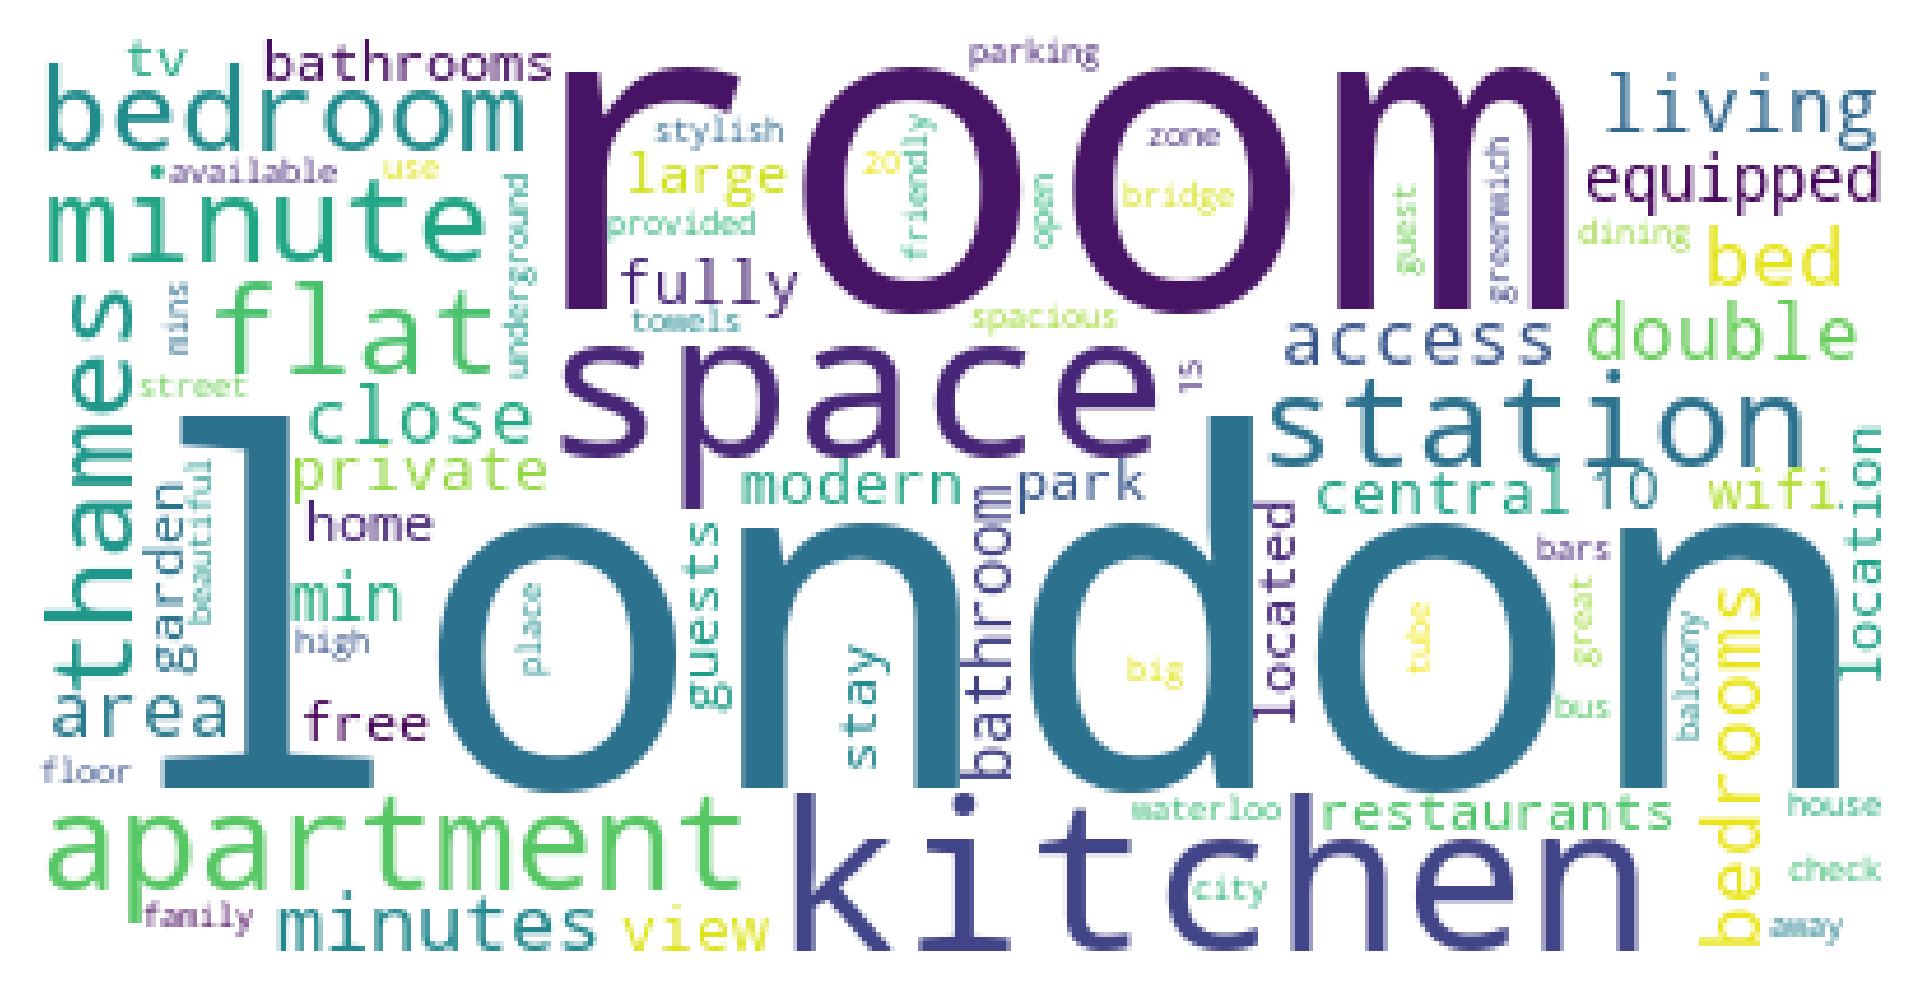 tv
bathrooms
parking
bedroom
room
living
stylish
zone
friendly
20
large
available
use
equipped
bridge
greenwich
minute
underground
open
guest
provided
dining
bed
fully
mins
flat
towels
spacious
access
double
thames
street
space
15
close
station
private
modern
park
central
10
wifi
location
garden
beautiful
home
london
guests
bathroom
located
bars
min
place
high
stay
big
tube
great
balcony
bedrooms
area
free
bus
floor
apartment
kitchen
waterloo
restaurants
house
city
check
family
minutes
view
away